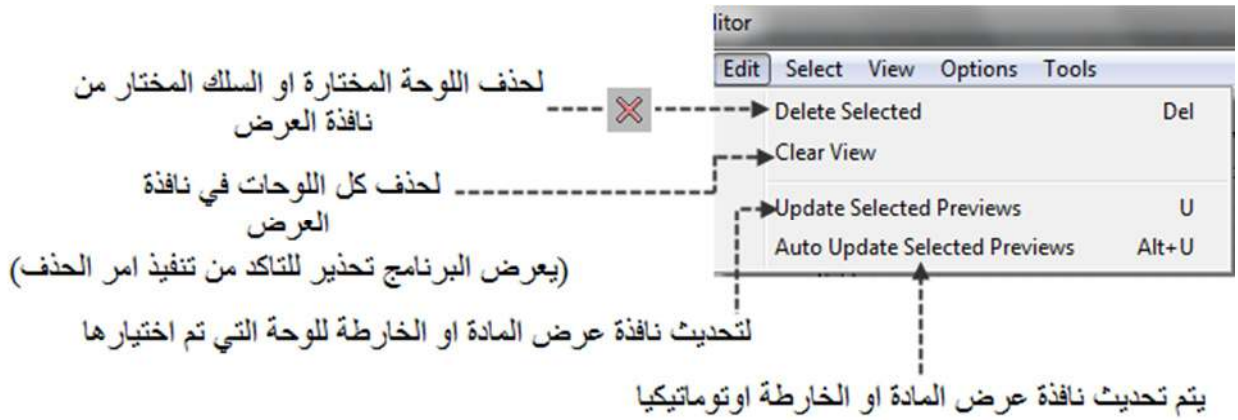 litor
Edit Select View Options Tools
لحذف اللوحة المختارة او السلك المختار من
نافذة العرض
Delete Selected Del
Clear View
لحذف كل اللوحات في نافذة
العرض
(يعرض البرنامج تحذير للتاكد من تنفيذ امر الحذف)
Update Selected Previews U
Auto Update Selected Previews Alt+U
لتحديث نافذة عرض المادة او الخارطة للوحة التي تم اختيارها
يتم تحديث نافذة عرض المادة او الخارطة اوتوماتيكيا